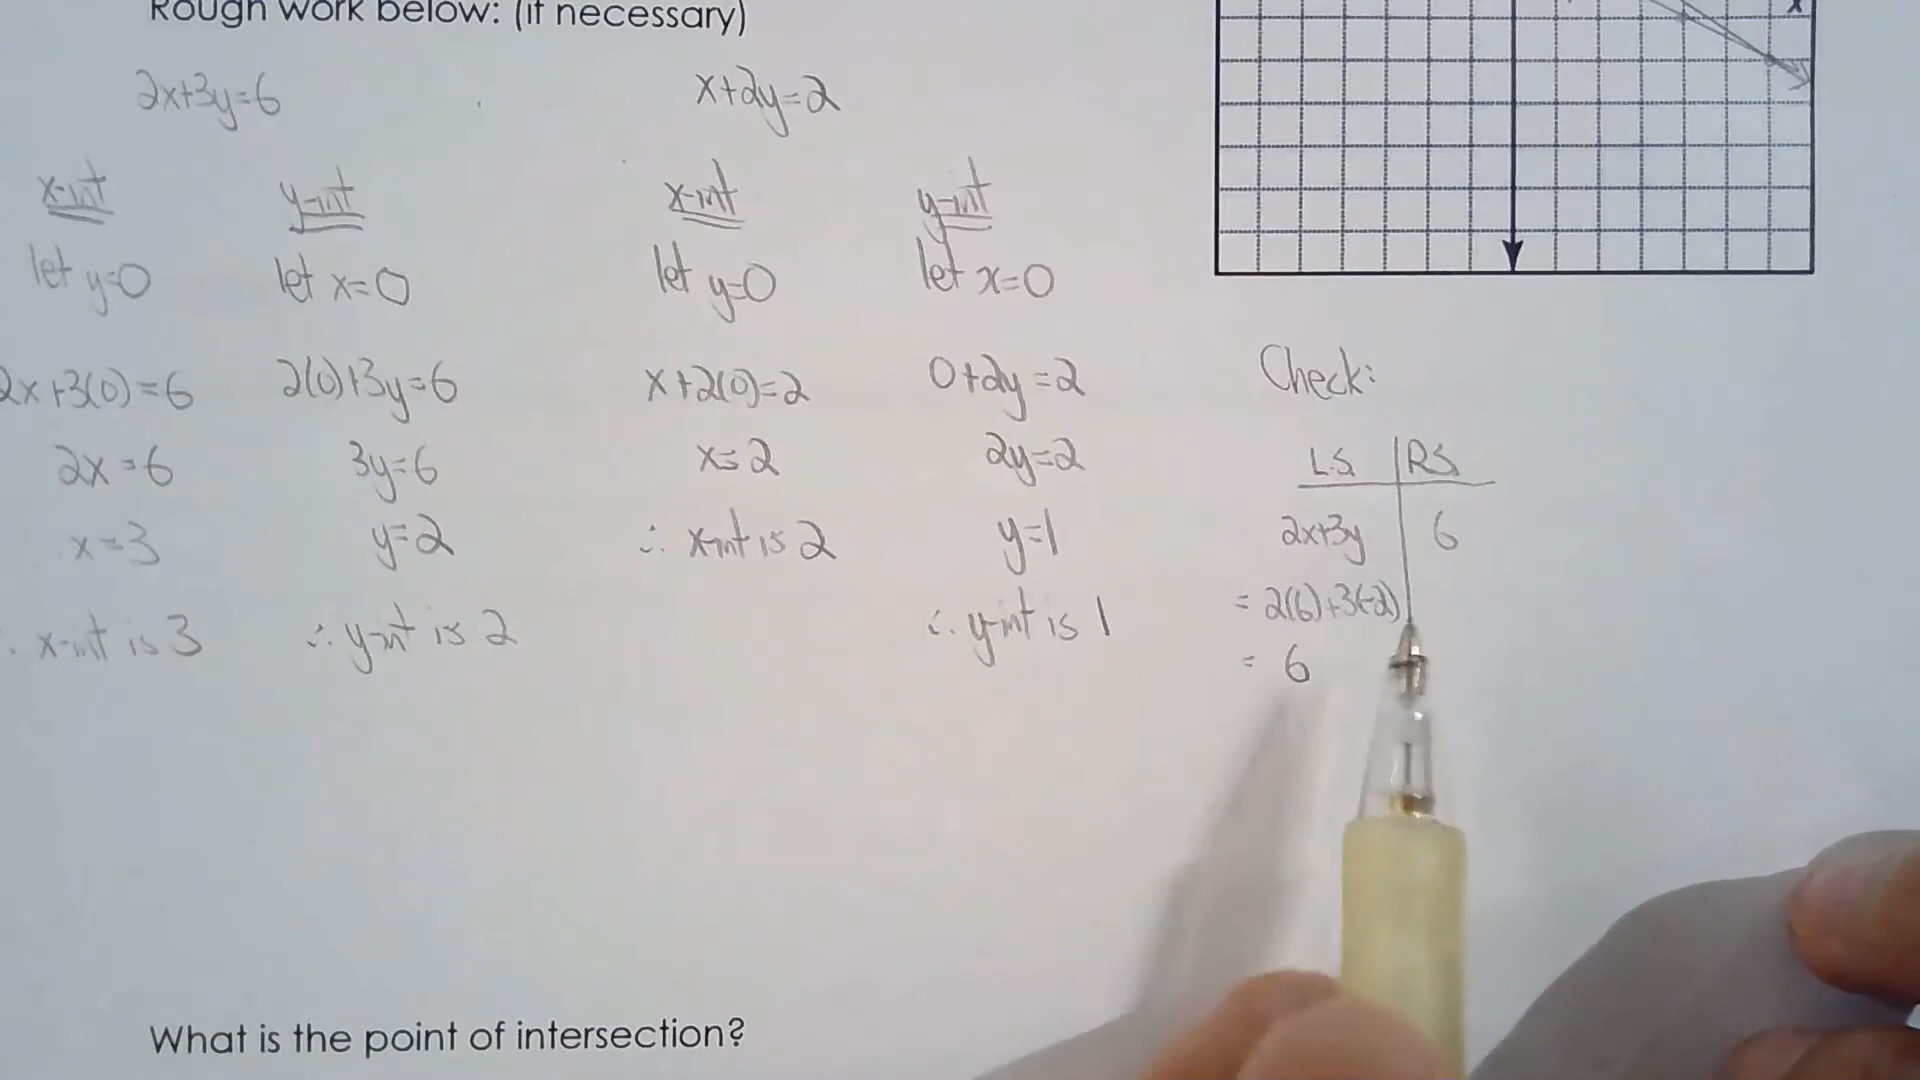 Rough work below: (if necessary)
x
2x+3y=6
x-int
let y=0
2x+3(0)=6
2x=6
x=3
∴ x-int is 3
y-int
let x=0
2(0)+3y=6
3y=6
y=2
∴ y-int is 2
x+2y=2
x-int
let y=0
x+2(0)=2
x=2
∴ x-int is 2
y-int
let x=0
0+2y=2
2y=2
y=1
∴ y-int is 1
Check:
L.S. R.S.
2x+3y 6
= 2(6)+3(-2)
= 6
What is the point of intersection?